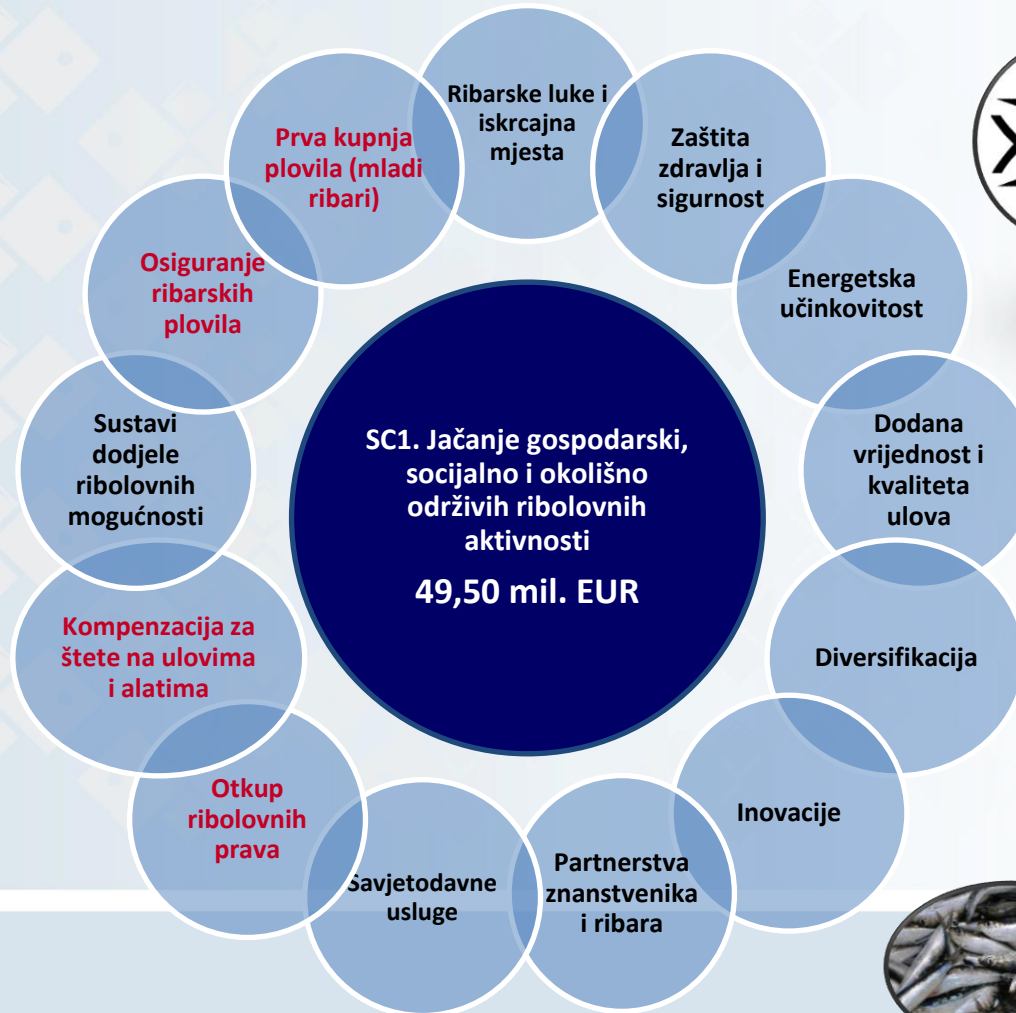 Ribarske luke i
iskrcajna
mjesta
Zaštita
zdravlja i
sigurnost
Energetska
učinkovitost
Dodana
vrijednost i
kvaliteta
ulova
Diversifikacija
Inovacije
Partnerstva
znanstvenika
i ribara
Savjetodavne
usluge
Otkup
ribolovnih
prava
Kompenzacija za
štete na ulovima
i alatima
Sustavi
dodjele
ribolovnih
mogućnosti
Osiguranje
ribarskih
plovila
Prva kupnja
plovila (mladi
ribari)
SC1. Jačanje gospodarski,
socijalno i okolišno
održivih ribolovnih
aktivnosti
49,50 mil. EUR